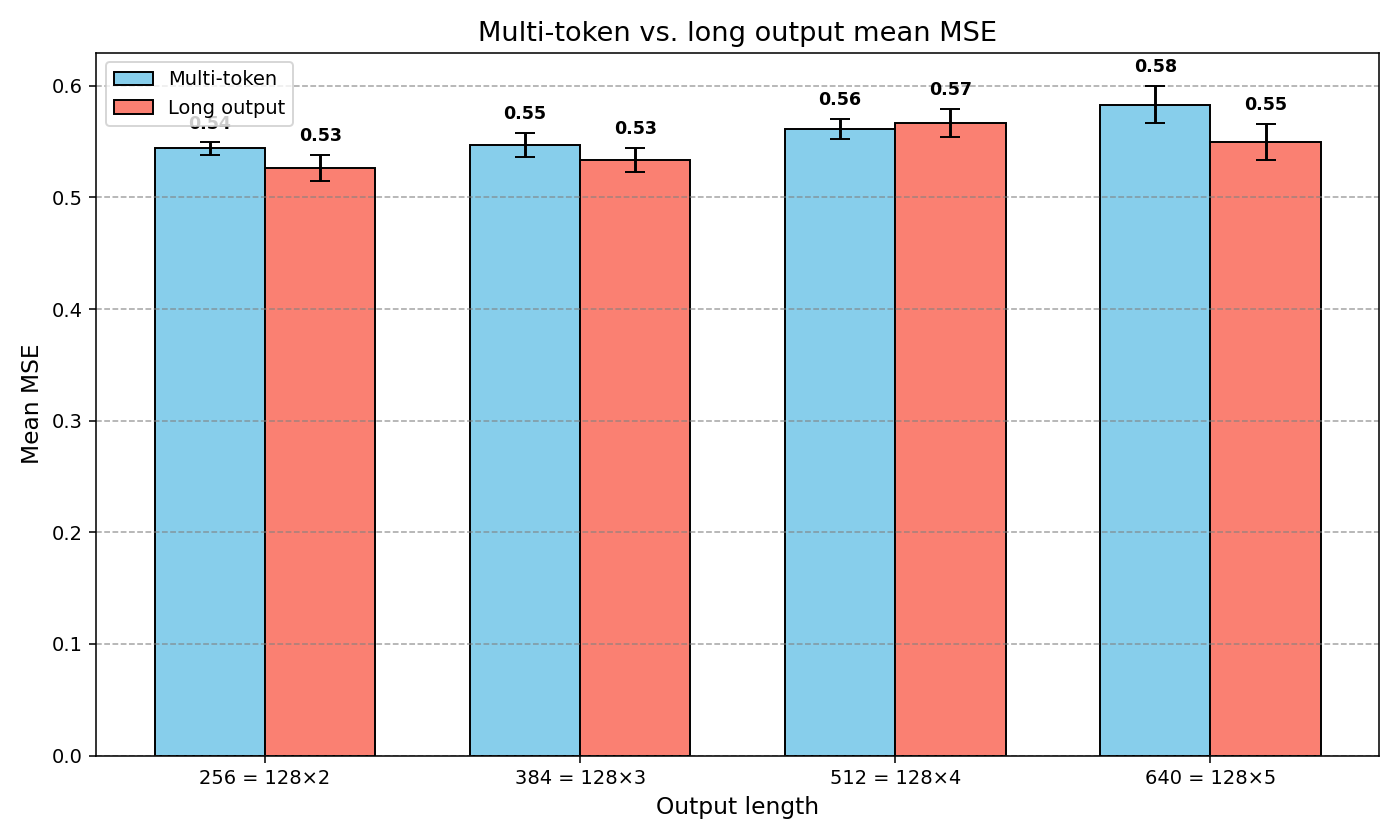 Multi-token vs. long output mean MSE
Multi-token
Long output
0.54
0.53
0.55
0.53
0.56
0.57
0.58
0.55
0.6
0.5
0.4
0.3
0.2
0.1
0.0
Mean MSE
256 = 128×2
384 = 128×3
512 = 128×4
640 = 128×5
Output length